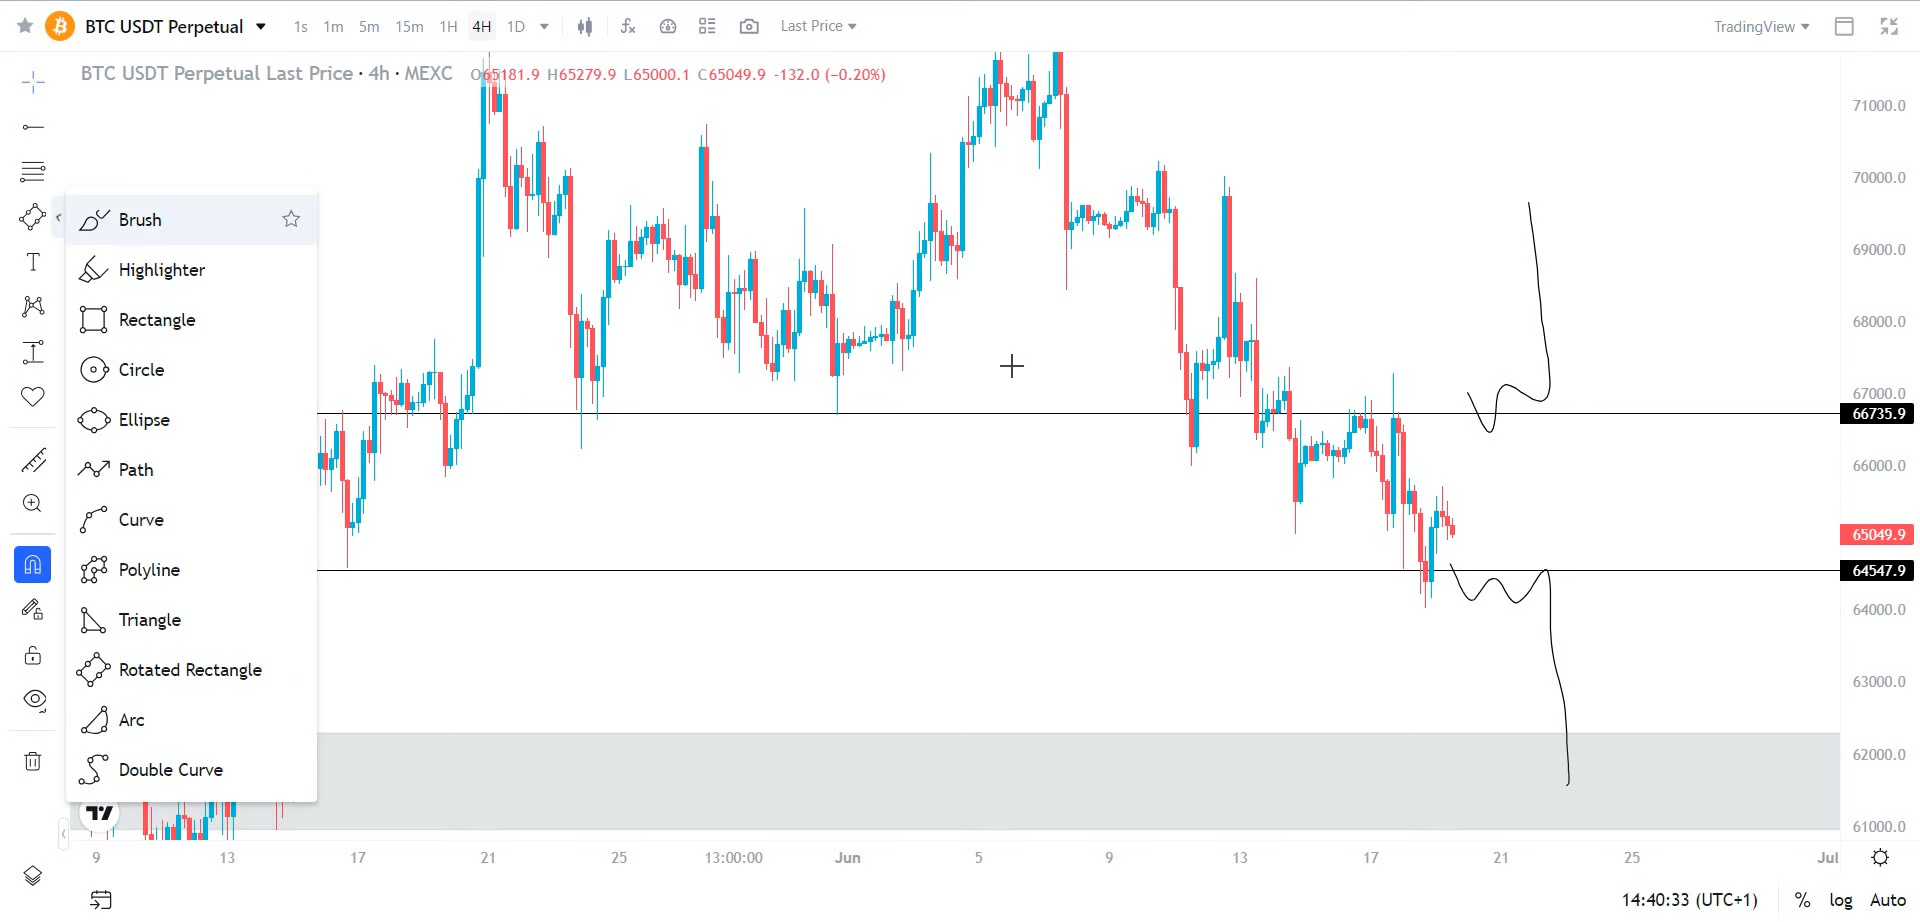 BTC USDT Perpetual 1s 1m 5m 15m 1H 4H 1D Last Price TradingView
BTC USDT Perpetual Last Price · 4h · MEXC O65181.9 H65279.9 L65000.1 C65049.9 -132.0 (−0.20%)
71000.0
70000.0
69000.0
68000.0
67000.0
66735.9
66000.0
65049.9
64547.9
64000.0
63000.0
62000.0
61000.0
Brush
Highlighter
Rectangle
Circle
Ellipse
Path
Curve
Polyline
Triangle
Rotated Rectangle
Arc
Double Curve
T
9 13 17 21 25 13:00:00 Jun 5 9 13 17 21 25 Jul
14:40:33 (UTC+1) % log Auto